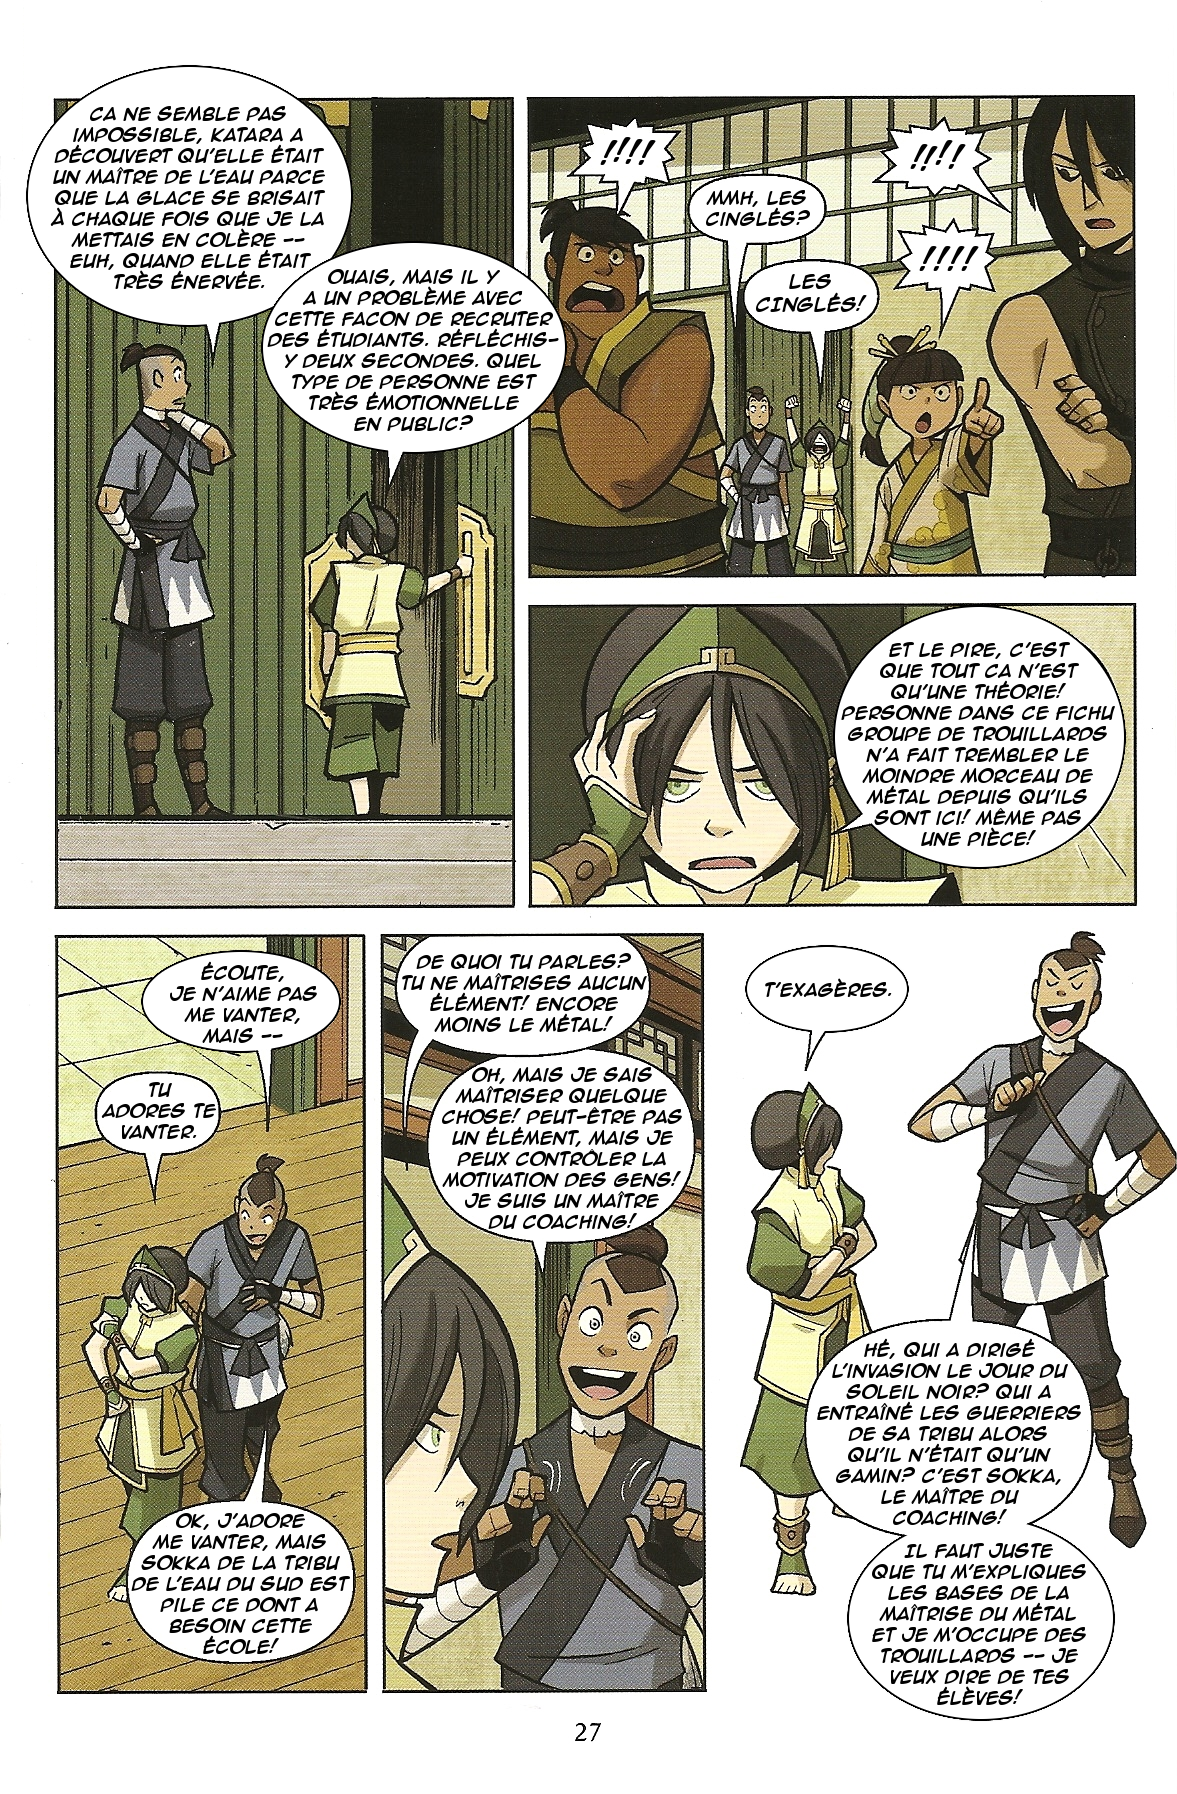 CA NE SEMBLE PAS
IMPOSSIBLE, KATARA A
DÉCOUVERT QU'ELLE ÉTAIT
UN MAÎTRE DE L'EAU PARCE
QUE LA GLACE SE BRISAIT
À CHAQUE FOIS QUE JE LA
METTAIS EN COLÈRE --
EUH, QUAND ELLE ÉTAIT
TRÈS ÉNERVÉE.
OUAIS, MAIS IL Y
A UN PROBLÈME AVEC
CETTE FACON DE RECRUTER
DES ÉTUDIANTS. RÉFLÉCHIS-
Y DEUX SECONDES. QUEL
TYPE DE PERSONNE EST
TRÈS ÉMOTIONNELLE
EN PUBLIC?
!!!!
MMH, LES
CINGLÉS?
!!!!
LES
CINGLÉS!
!!!!
ET LE PIRE, C'EST
QUE TOUT CA N'EST
QU'UNE THÉORIE!
PERSONNE DANS CE FICHU
GROUPE DE TROUILLARDS
N'A FAIT TREMBLER LE
MOINDRE MORCEAU DE
MÉTAL DEPUIS QU'ILS
SONT ICI! MÊME PAS
UNE PIÈCE!
ÉCOUTE,
JE N'AIME PAS
ME VANTER,
MAIS --
TU
ADORES TE
VANTER.
OK, J'ADORE
ME VANTER, MAIS
SOKKA DE LA TRIBU
DE L'EAU DU SUD EST
PILE CE DONT A
BESOIN CETTE
ÉCOLE!
DE QUOI TU PARLES?
TU NE MAÎTRISES AUCUN
ÉLÉMENT! ENCORE
MOINS LE MÉTAL!
OH, MAIS JE SAIS
MAÎTRISER QUELQUE
CHOSE! PEUT-ÈTRE PAS
UN ÉLÉMENT, MAIS JE
PEUX CONTRÔLER LA
MOTIVATION DES GENS!
JE SUIS UN MAÎTRE
DU COACHING!
T'EXAGÈRES.
HÉ, QUI A DIRIGÉ
L'INVASION LE JOUR DU
SOLEIL NOIR? QUI A
ENTRAÎNÉ LES GUERRIERS
DE SA TRIBU ALORS
QU'IL N'ÉTAIT QU'UN
GAMIN? C'EST SOKKA,
LE MAÎTRE DU
COACHING!
IL FAUT JUSTE
QUE TU M'EXPLIQUES
LES BASES DE LA
MAÎTRISE DU MÉTAL
ET JE M'OCCUPE DES
TROUILLARDS -- JE
VEUX DIRE DE TES
ÉLÈVES!
27